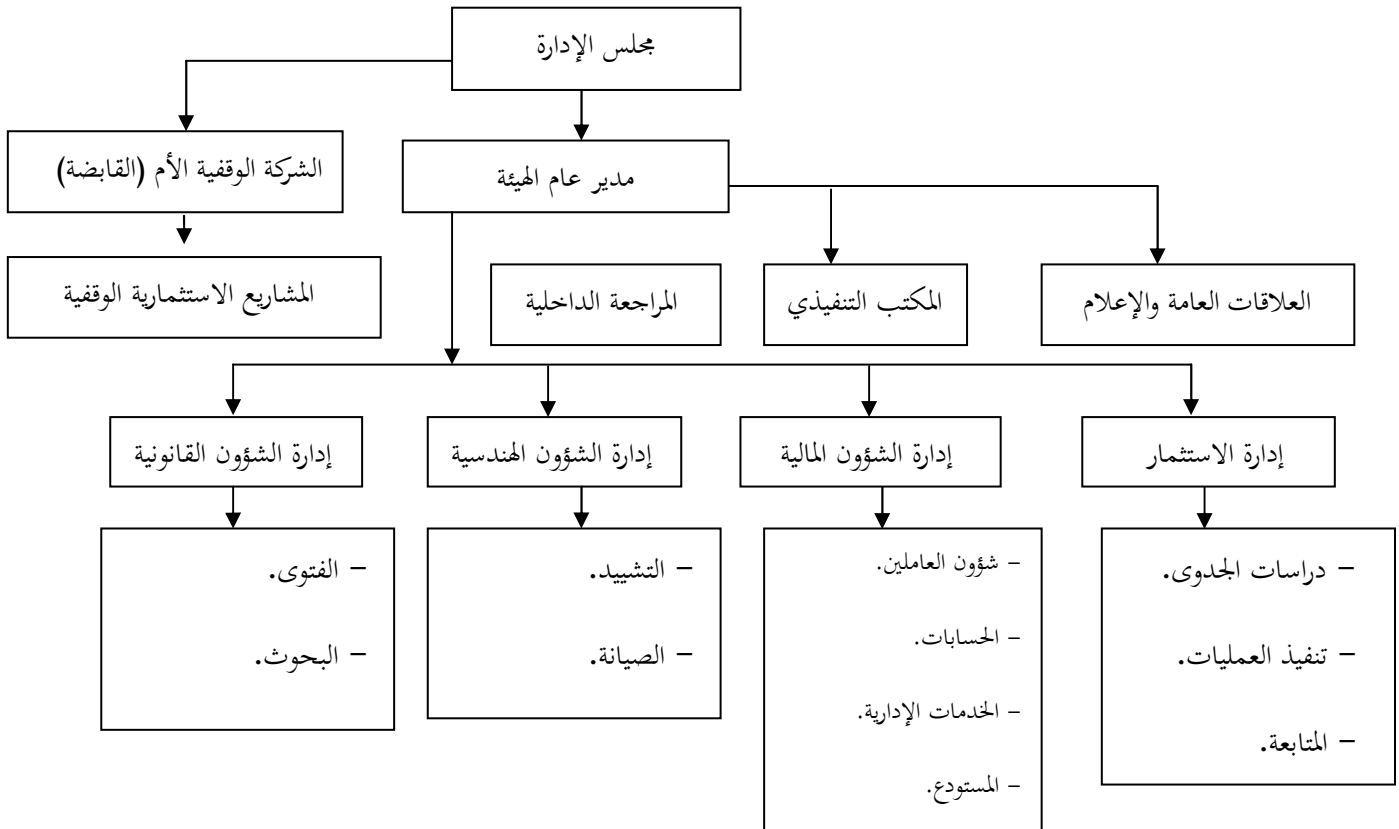 مجلس الإدارة
الشركة الوقفية الأم (القابضة)
مدير عام الهيئة
المشاريع الاستثمارية الوقفية
العلاقات العامة والإعلام
المكتب التنفيذي
المراجعة الداخلية
إدارة الاستثمار
إدارة الشؤون المالية
إدارة الشؤون الهندسية
إدارة الشؤون القانونية
– دراسات الجدوى.
– تنفيذ العمليات.
– المتابعة.
– شؤون العاملين.
– الحسابات.
– الخدمات الإدارية.
– المستودع.
– التشييد.
– الصيانة.
– الفتوى.
– البحوث.